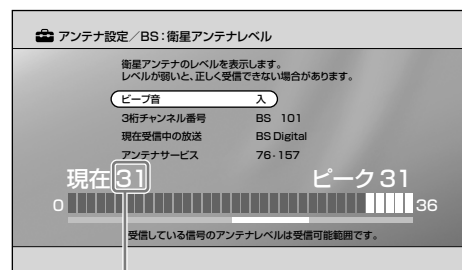 アンテナ設定／BS：衛星アンテナレベル
衛星アンテナのレベルを表示します。
レベルが弱いと、正しく受信できない場合があります。
ビープ音 入
3桁チャンネル番号 BS 101
現在受信中の放送 BS Digital
アンテナサービス 76-157
現在 31 ピーク 31
0 36
受信している信号のアンテナレベルは受信可能範囲です。